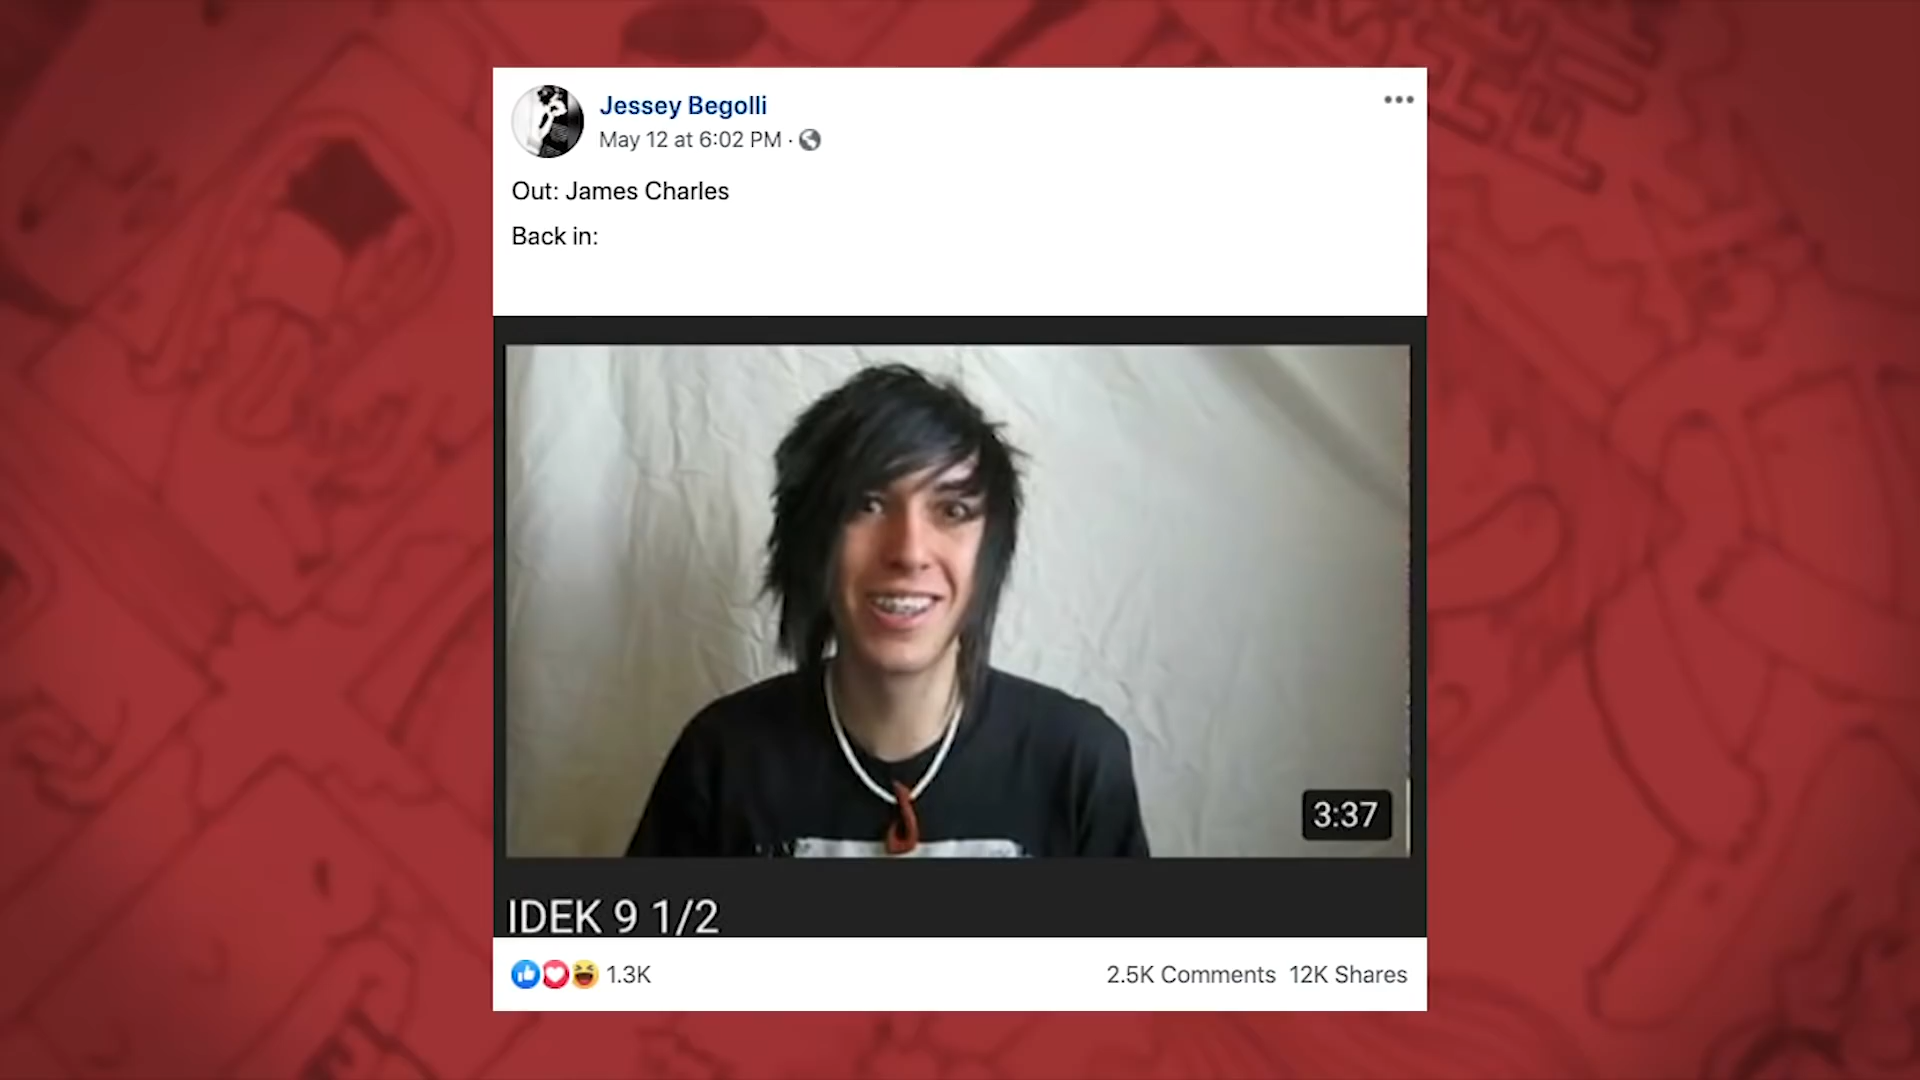 Jessey Begolli
May 12 at 6:02 PM ·
Out: James Charles
Back in:
3:37
IDEK 9 1/2
1.3K 2.5K Comments 12K Shares